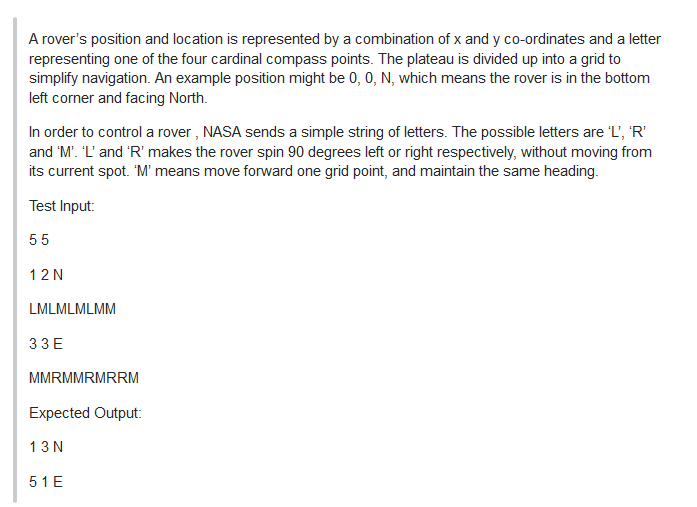 A rover’s position and location is represented by a combination of x and y co-ordinates and a letter
representing one of the four cardinal compass points. The plateau is divided up into a grid to
simplify navigation. An example position might be 0, 0, N, which means the rover is in the bottom
left corner and facing North.
In order to control a rover , NASA sends a simple string of letters. The possible letters are ‘L’, ‘R’
and ‘M’. ‘L’ and ‘R’ makes the rover spin 90 degrees left or right respectively, without moving from
its current spot. ‘M’ means move forward one grid point, and maintain the same heading.
Test Input:
5 5
1 2 N
LMLMLMLMM
3 3 E
MMRMMRMRRM
Expected Output:
1 3 N
5 1 E